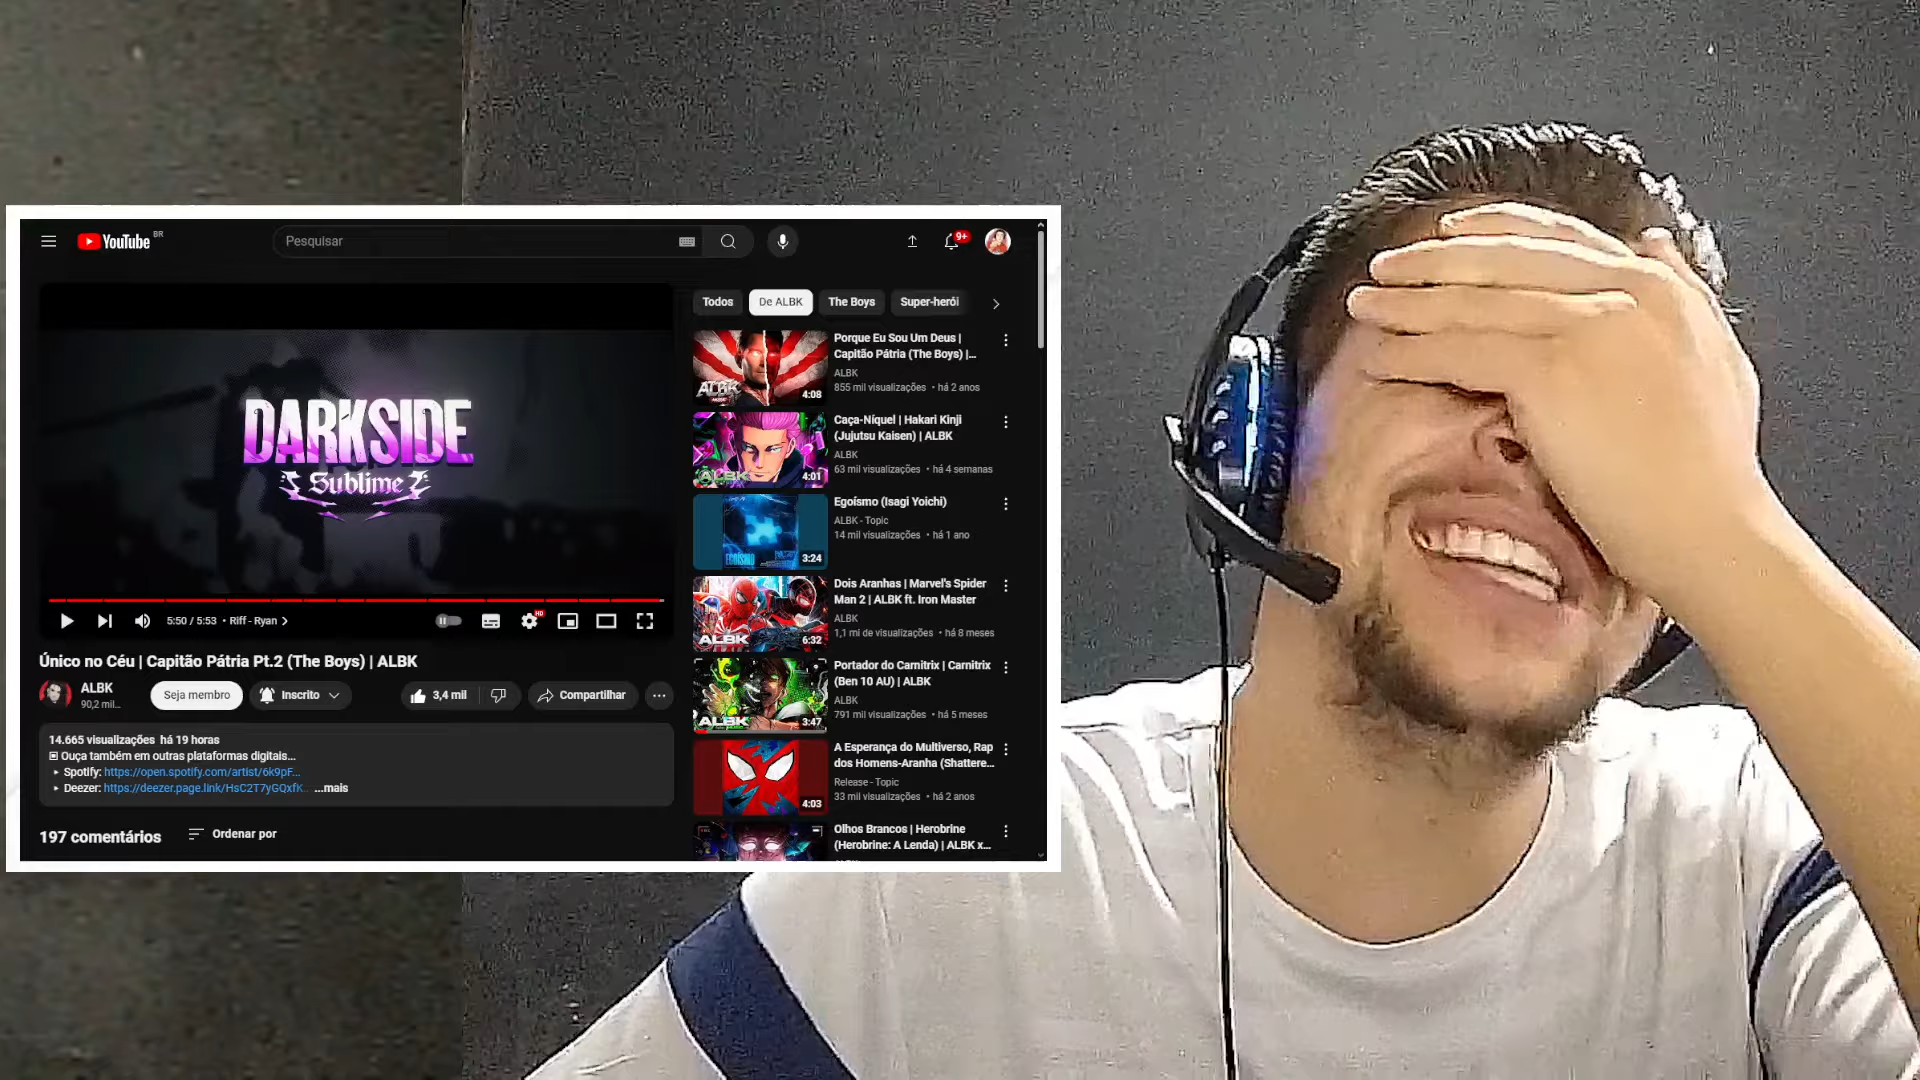 YouTube BR
Pesquisar
9+
DARKSIDE
Sublime
5:50 / 5:53 • Riff - Ryan
HD
Único no Céu | Capitão Pátria Pt.2 (The Boys) | ALBK
ALBK
90,2 mil...
Seja membro
Inscrito
3,4 mil
Compartilhar
14.665 visualizações há 19 horas
Ouça também em outras plataformas digitais...
Spotify: https://open.spotify.com/artist/6k9pF...
Deezer: https://deezer.page.link/HsC2T7yGQxfK... ...mais
197 comentários
Ordenar por
Todos
De ALBK
The Boys
Super-herói
ALBK
4:08
Porque Eu Sou Um Deus |
Capitão Pátria (The Boys) |...
ALBK
855 mil visualizações • há 2 anos
ALBK
4:01
Caça-Níquel | Hakari Kinji
(Jujutsu Kaisen) | ALBK
ALBK
63 mil visualizações • há 4 semanas
EGOÍSMO
3:24
Egoísmo (Isagi Yoichi)
ALBK - Topic
14 mil visualizações • há 1 ano
ALBK
6:32
Dois Aranhas | Marvel's Spider
Man 2 | ALBK ft. Iron Master
ALBK
1,1 mi de visualizações • há 8 meses
ALBK
3:47
Portador do Carnitrix | Carnitrix
(Ben 10 AU) | ALBK
ALBK
791 mil visualizações • há 5 meses
4:03
A Esperança do Multiverso, Rap
dos Homens-Aranha (Shattere...
Release - Topic
33 mil visualizações • há 2 anos
Olhos Brancos | Herobrine
(Herobrine: A Lenda) | ALBK x...